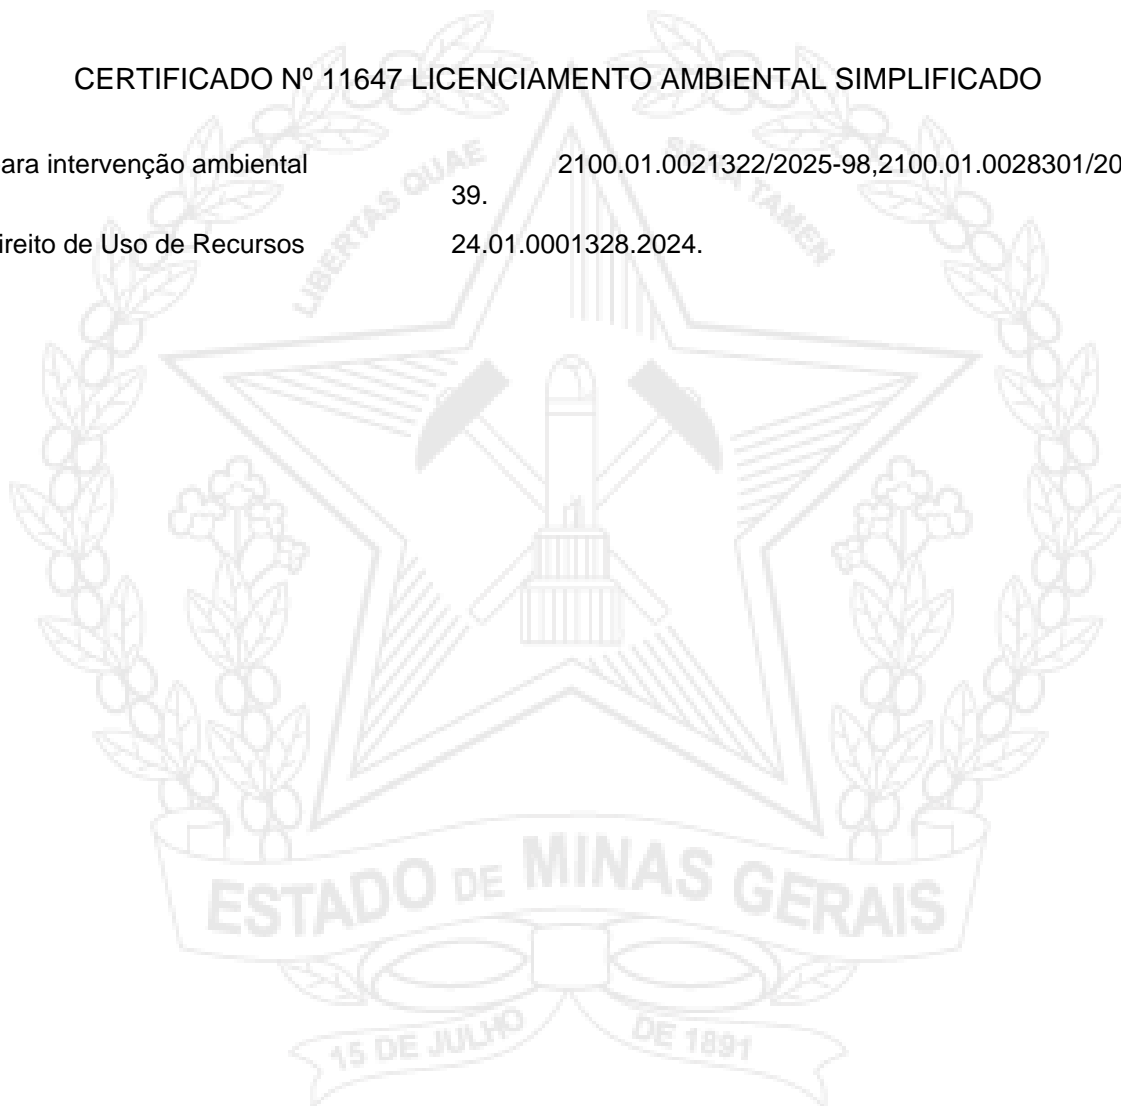 CERTIFICADO Nº 11647 LICENCIAMENTO AMBIENTAL SIMPLIFICADO
ara intervenção ambiental 2100.01.0021322/2025-98,2100.01.0028301/20
39.
ireito de Uso de Recursos 24.01.0001328.2024.
LIBERTAS QUAE SERA TAMEN
ESTADO DE MINAS GERAIS
15 DE JULHO DE 1891